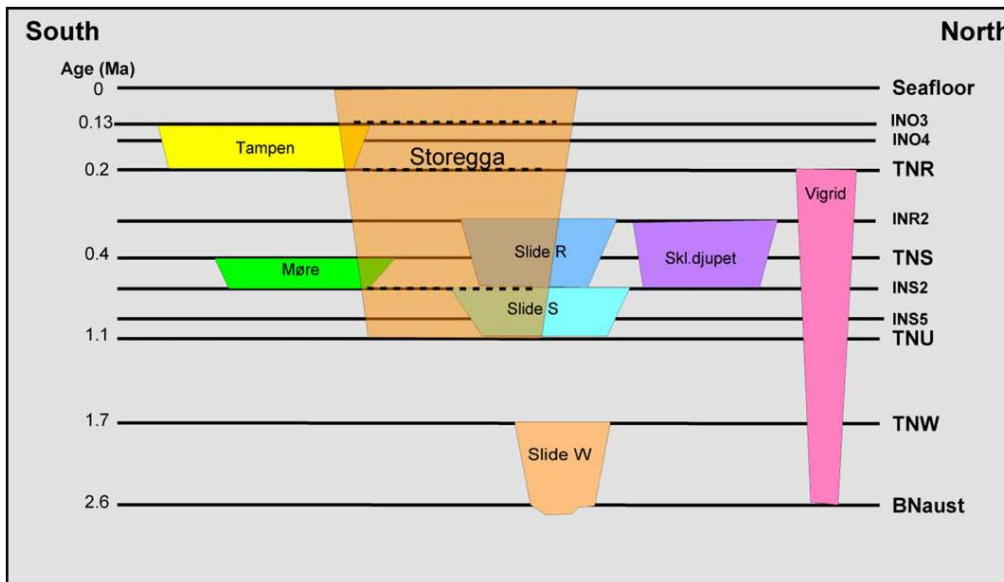 South North
Age (Ma)
0 Seafloor
0.13 INO3
INO4
Tampen
Storegga
0.2 TNR
Vigrid
INR2
0.4 Slide R Skl.djupet TNS
Møre
INS2
Slide S
INS5
1.1 TNU
1.7 TNW
Slide W
2.6 BNaust